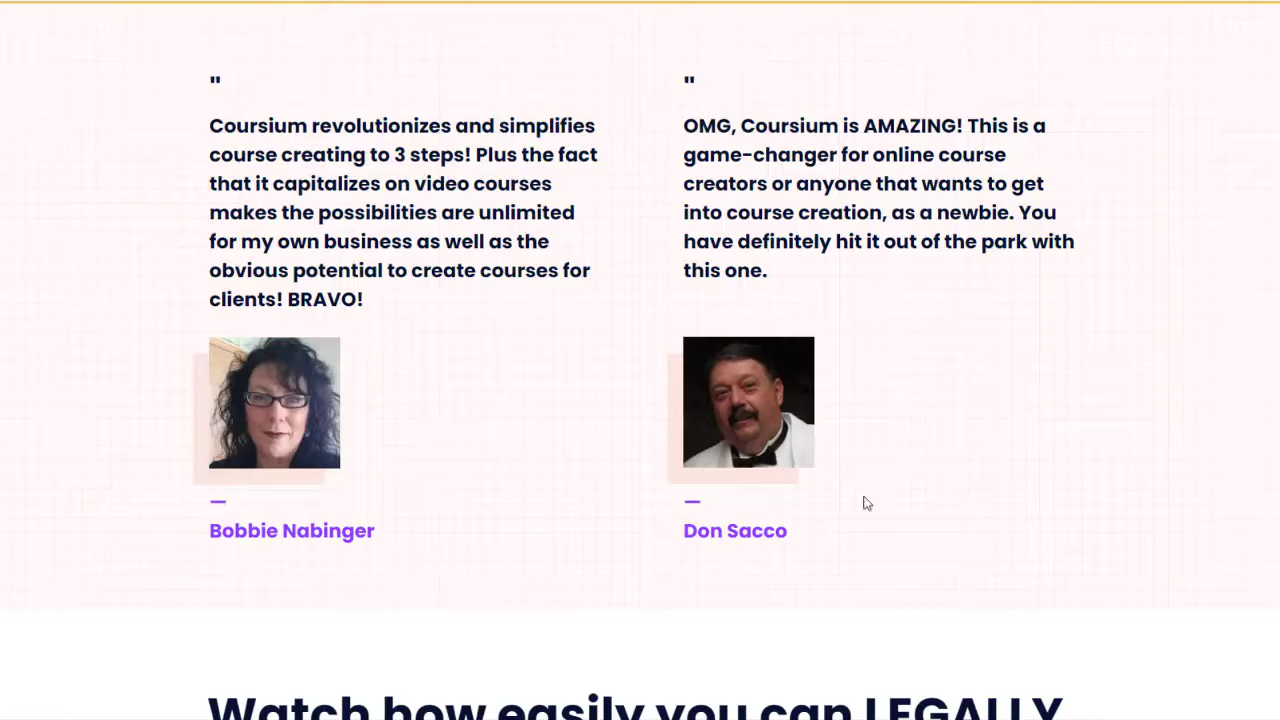 "
Coursium revolutionizes and simplifies
course creating to 3 steps! Plus the fact
that it capitalizes on video courses
makes the possibilities are unlimited
for my own business as well as the
obvious potential to create courses for
clients! BRAVO!
—
Bobbie Nabinger
"
OMG, Coursium is AMAZING! This is a
game-changer for online course
creators or anyone that wants to get
into course creation, as a newbie. You
have definitely hit it out of the park with
this one.
—
Don Sacco
Watch how easily you can LEGALLY